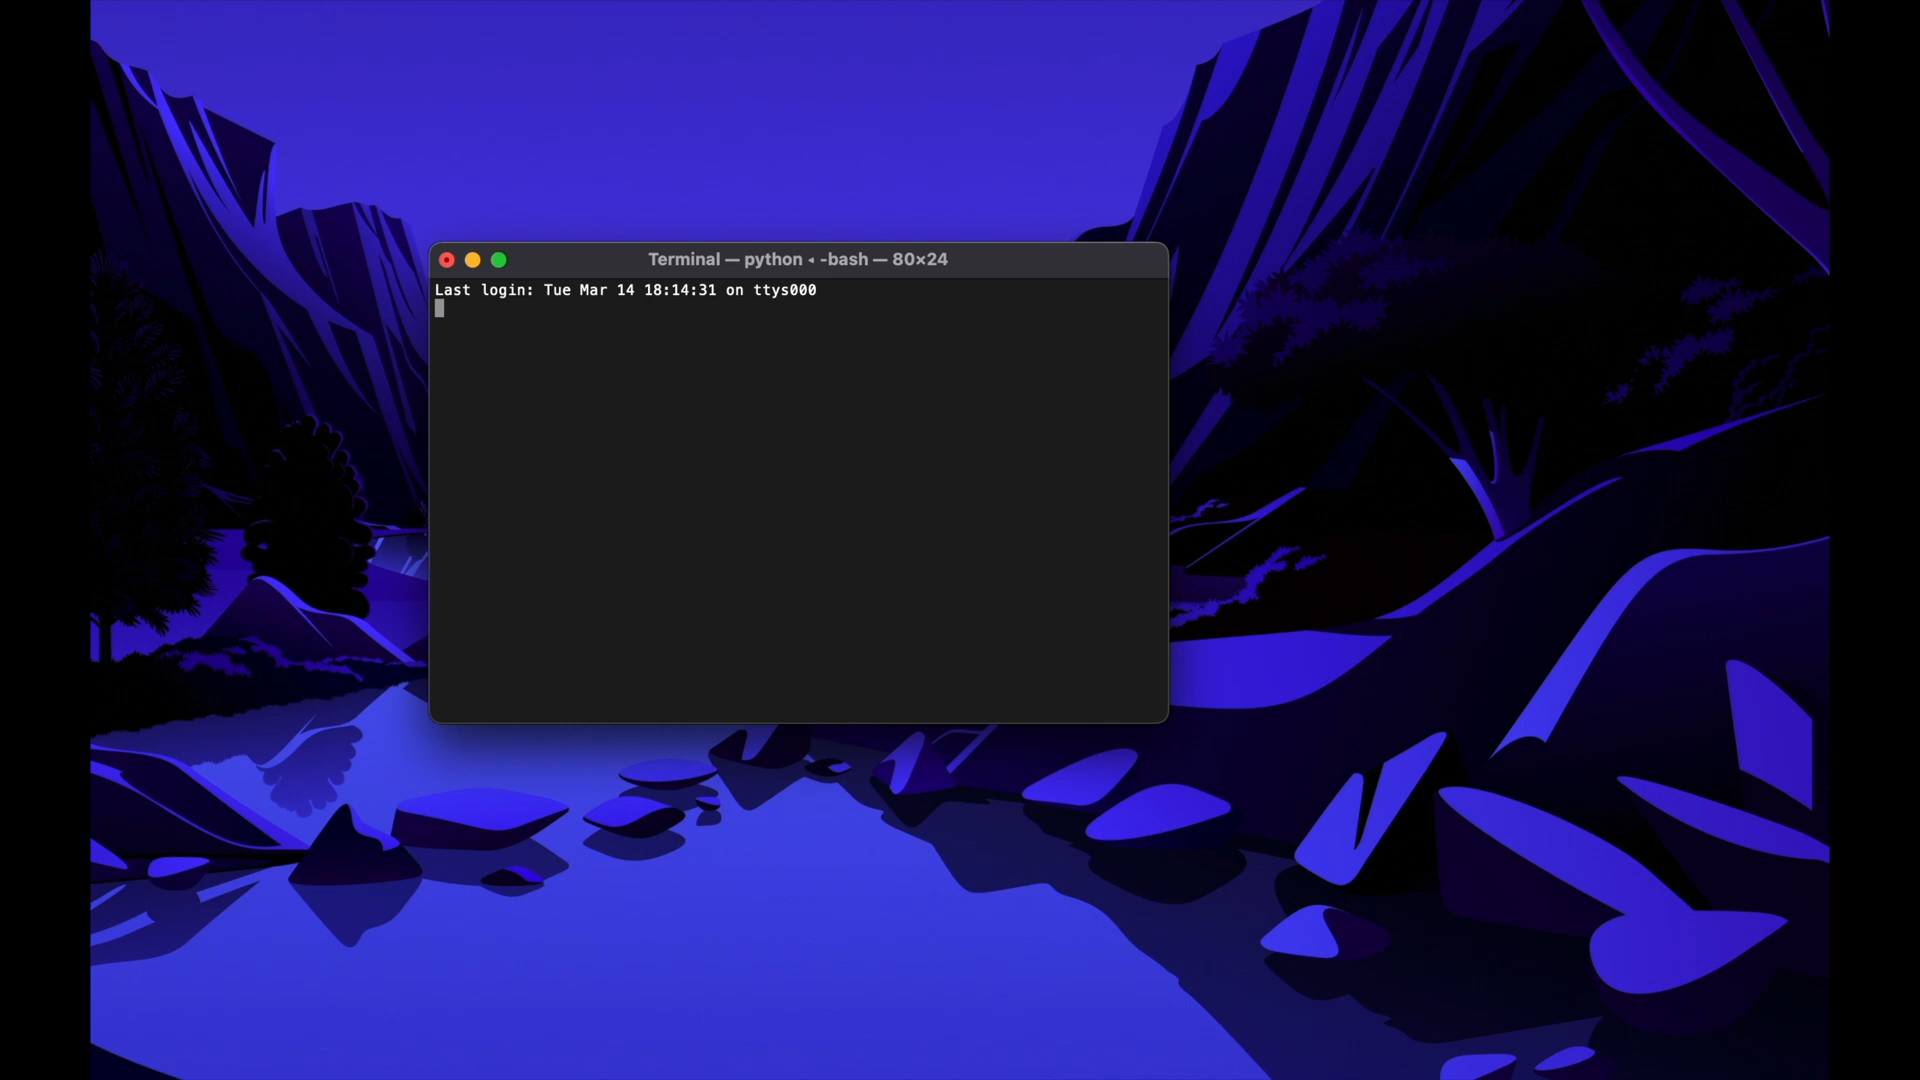 Terminal — python ◂ -bash — 80×24
Last login: Tue Mar 14 18:14:31 on ttys000